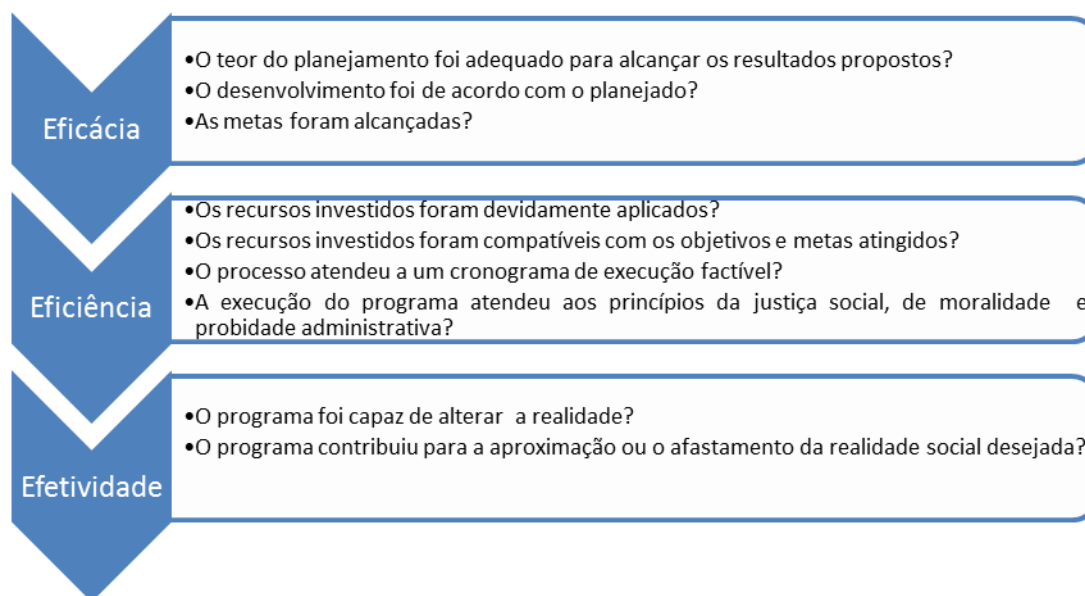 Eficácia
•O teor do planejamento foi adequado para alcançar os resultados propostos?
•O desenvolvimento foi de acordo com o planejado?
•As metas foram alcançadas?
Eficiência
•Os recursos investidos foram devidamente aplicados?
•Os recursos investidos foram compatíveis com os objetivos e metas atingidos?
•O processo atendeu a um cronograma de execução factível?
•A execução do programa atendeu aos princípios da justiça social, de moralidade e
probidade administrativa?
Efetividade
•O programa foi capaz de alterar a realidade?
•O programa contribuiu para a aproximação ou o afastamento da realidade social desejada?